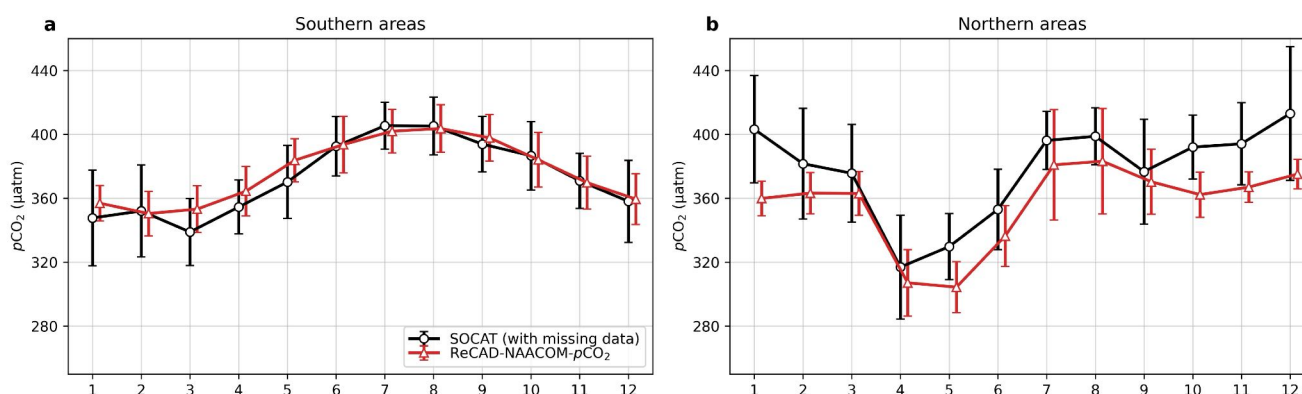 a Southern areas
440
400
360
320
280
pCO₂ (μatm)
1 2 3 4 5 6 7 8 9 10 11 12
SOCAT (with missing data)
ReCAD-NAACOM-pCO₂
b Northern areas
440
400
360
320
280
pCO₂ (μatm)
1 2 3 4 5 6 7 8 9 10 11 12